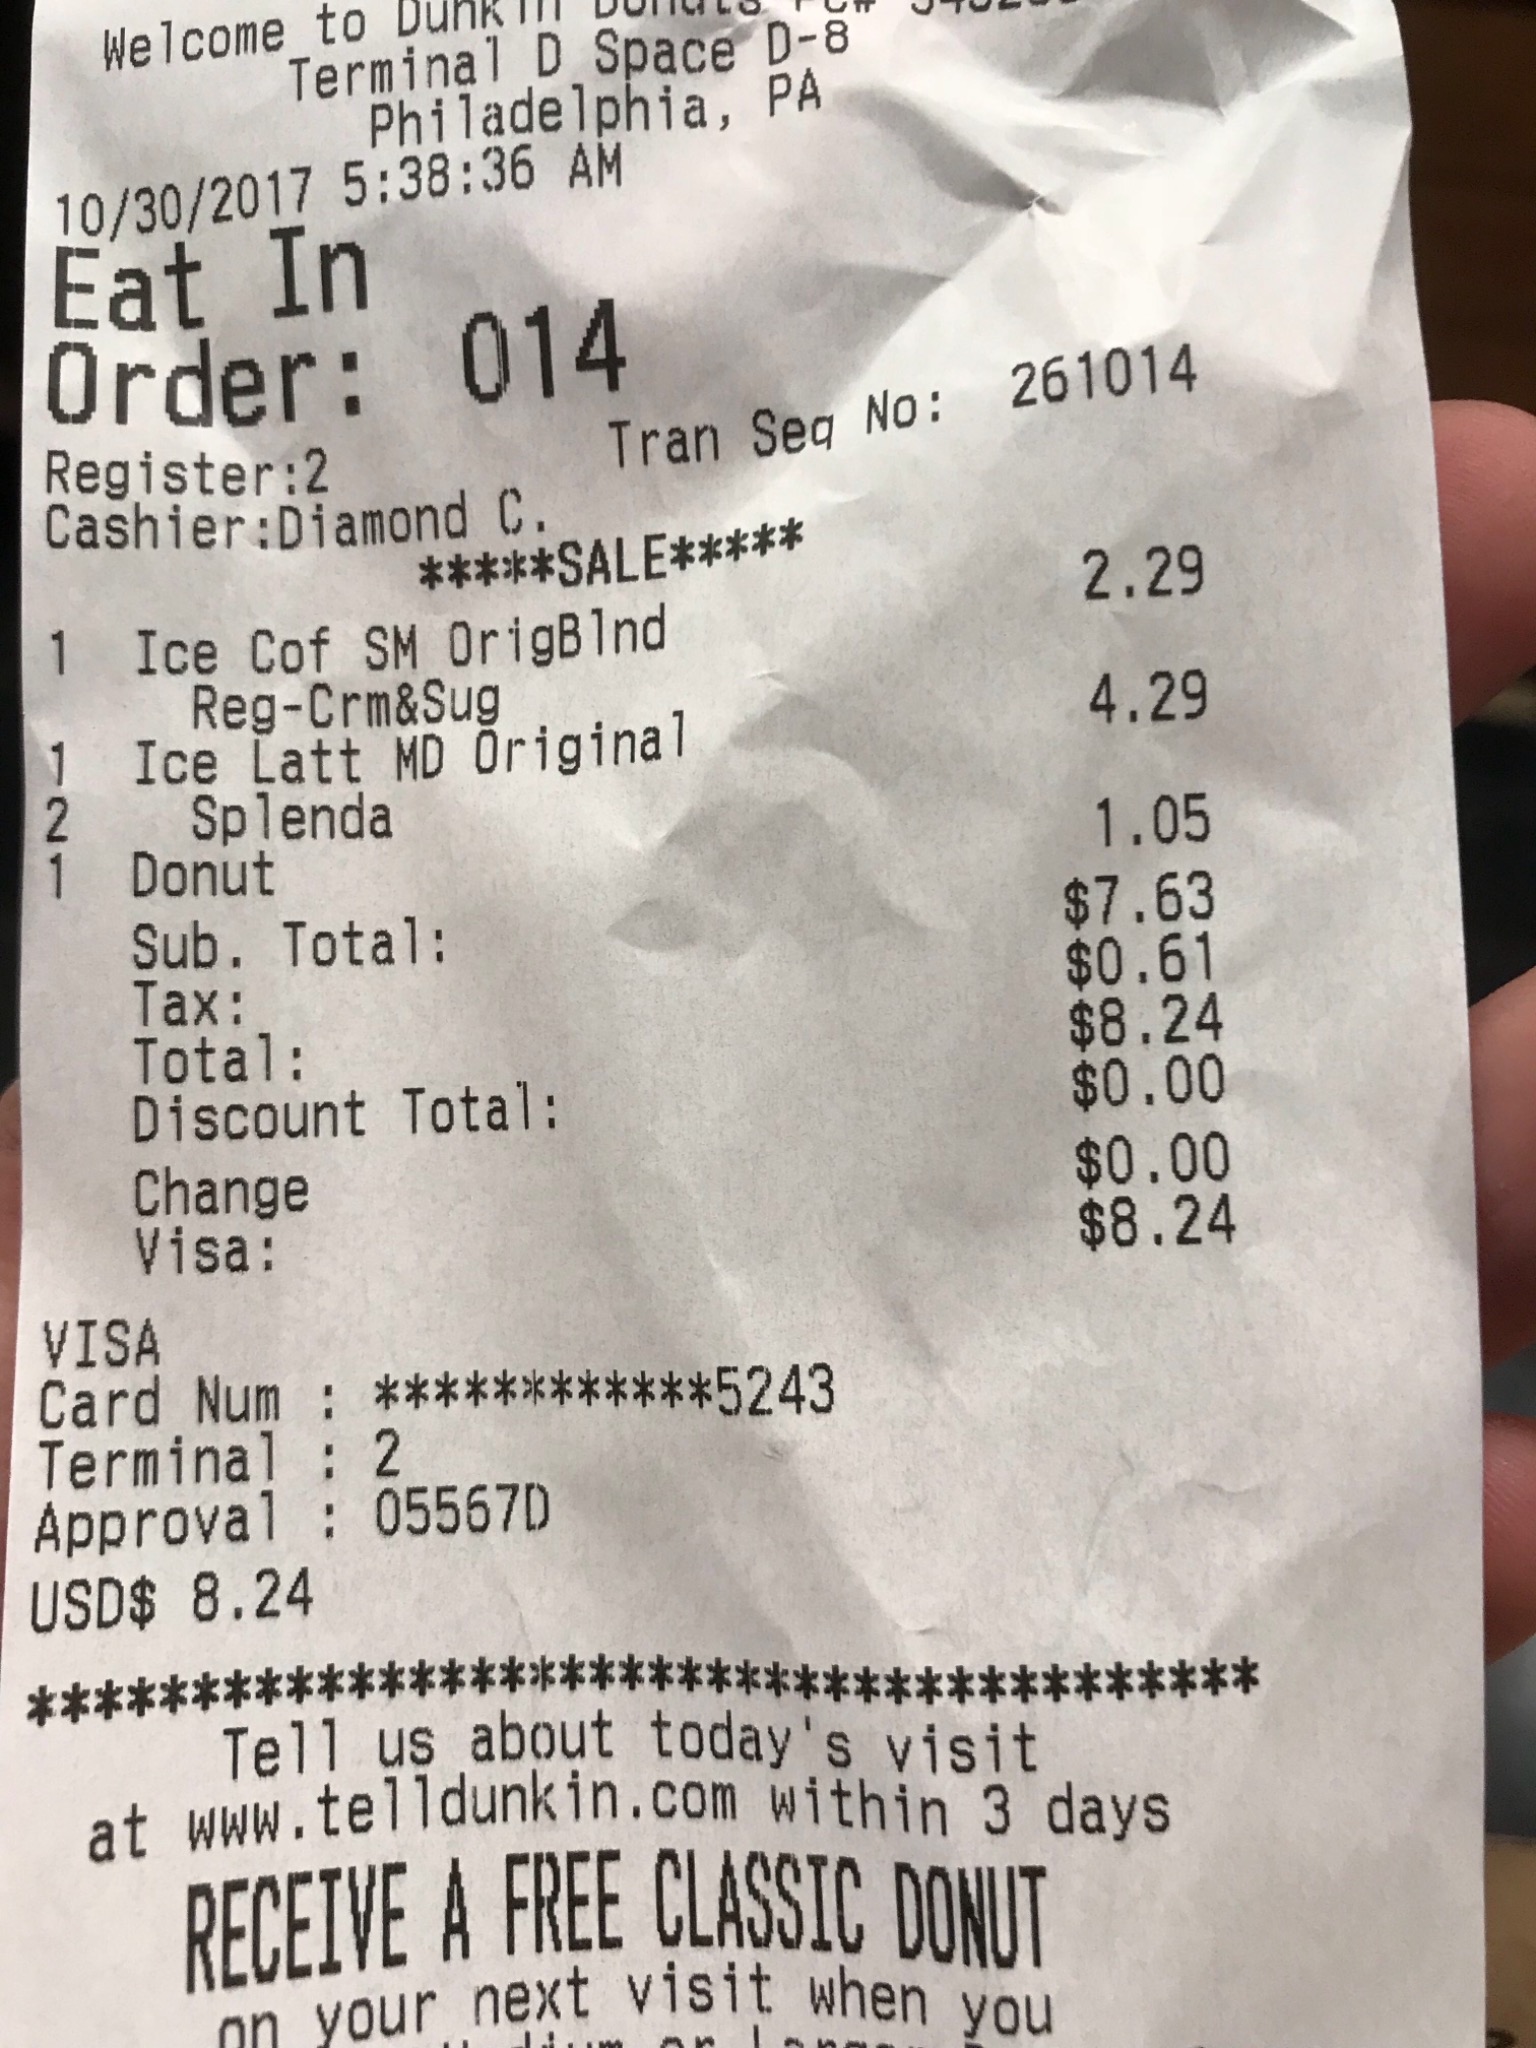 Welcome to Dunkin Donuts PC#
Terminal D Space D-8
Philadelphia, PA
10/30/2017 5:38:36 AM
Eat In
Order: 014
Tran Seq No: 261014
Register:2
Cashier:Diamond C.
*****SALE*****
1 Ice Cof SM OrigBlnd 2.29
Reg-Crm&Sug
1 Ice Latt MD Original 4.29
2 Splenda
1 Donut 1.05
Sub. Total: $7.63
Tax: $0.61
Total: $8.24
Discount Total: $0.00
Change $0.00
Visa: $8.24
VISA
Card Num : ************5243
Terminal : 2
Approval : 05567D
USD$ 8.24
****************************************
Tell us about today's visit
at www.telldunkin.com within 3 days
RECEIVE A FREE CLASSIC DONUT
on your next visit when you
or Larger